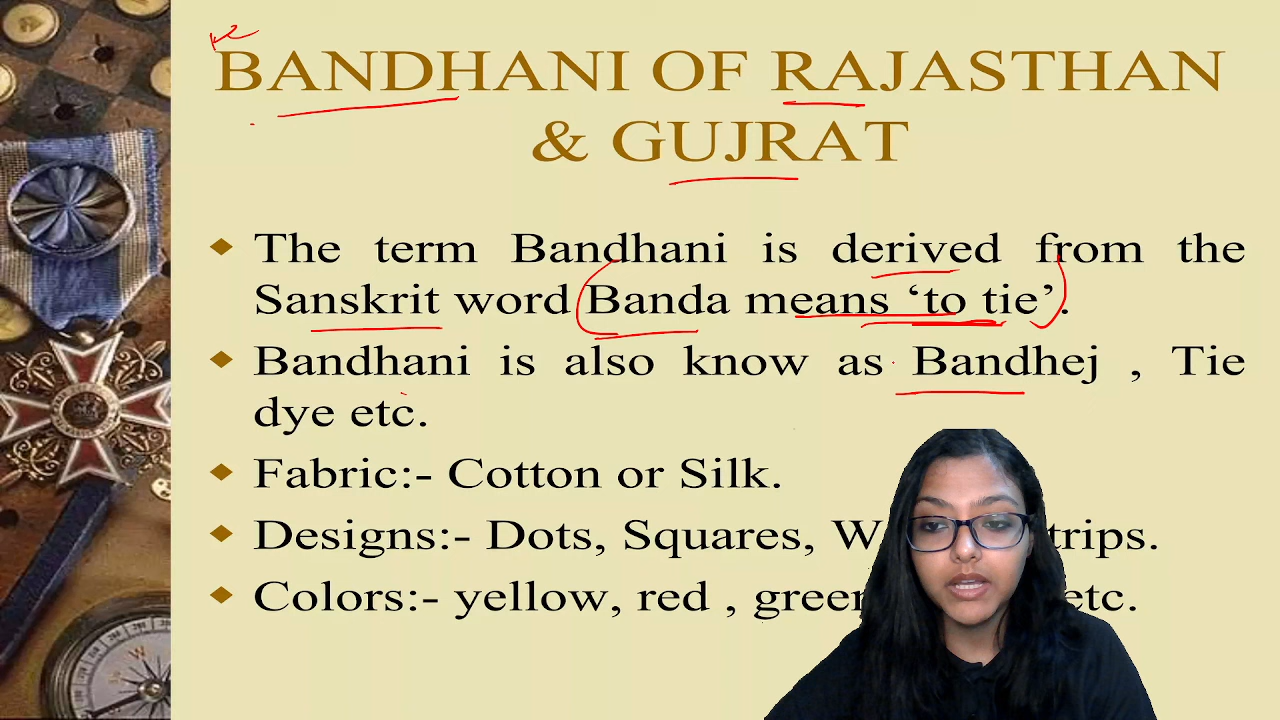 BANDHANI OF RAJASTHAN
& GUJRAT
The term Bandhani is derived from the
Sanskrit word Banda means ‘to tie’.
Bandhani is also know as Bandhej , Tie
dye etc.
Fabric:- Cotton or Silk.
Designs:- Dots, Squares,
Colors:- yellow, red , green etc.